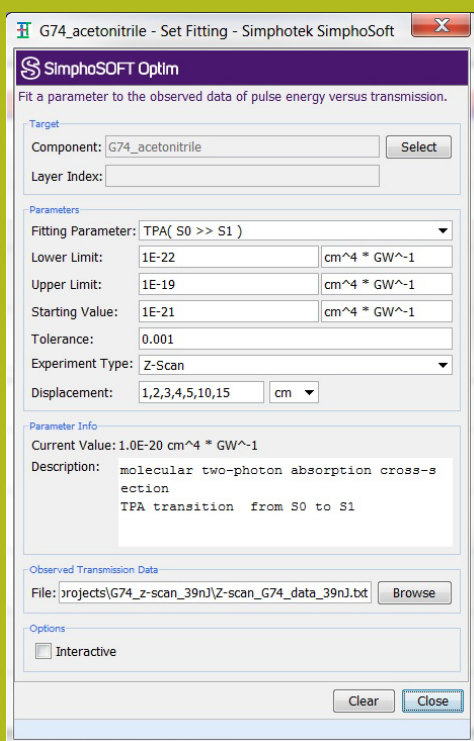 G74_acetonitrile - Set Fitting - Simphotek SimphoSoft
SimphoSOFT Optim
Fit a parameter to the observed data of pulse energy versus transmission.
Target
Component: G74_acetonitrile Select
Layer Index:
Parameters
Fitting Parameter: TPA( S0 >> S1 )
Lower Limit: 1E-22 cm^4 * GW^-1
Upper Limit: 1E-19 cm^4 * GW^-1
Starting Value: 1E-21 cm^4 * GW^-1
Tolerance: 0.001
Experiment Type: Z-Scan
Displacement: 1,2,3,4,5,10,15 cm
Parameter Info
Current Value: 1.0E-20 cm^4 * GW^-1
Description: molecular two-photon absorption cross-s
ection
TPA transition from S0 to S1
Observed Transmission Data
File: projects\G74_z-scan_39nJ\Z-scan_G74_data_39nJ.txt Browse
Options
Interactive
Clear Close